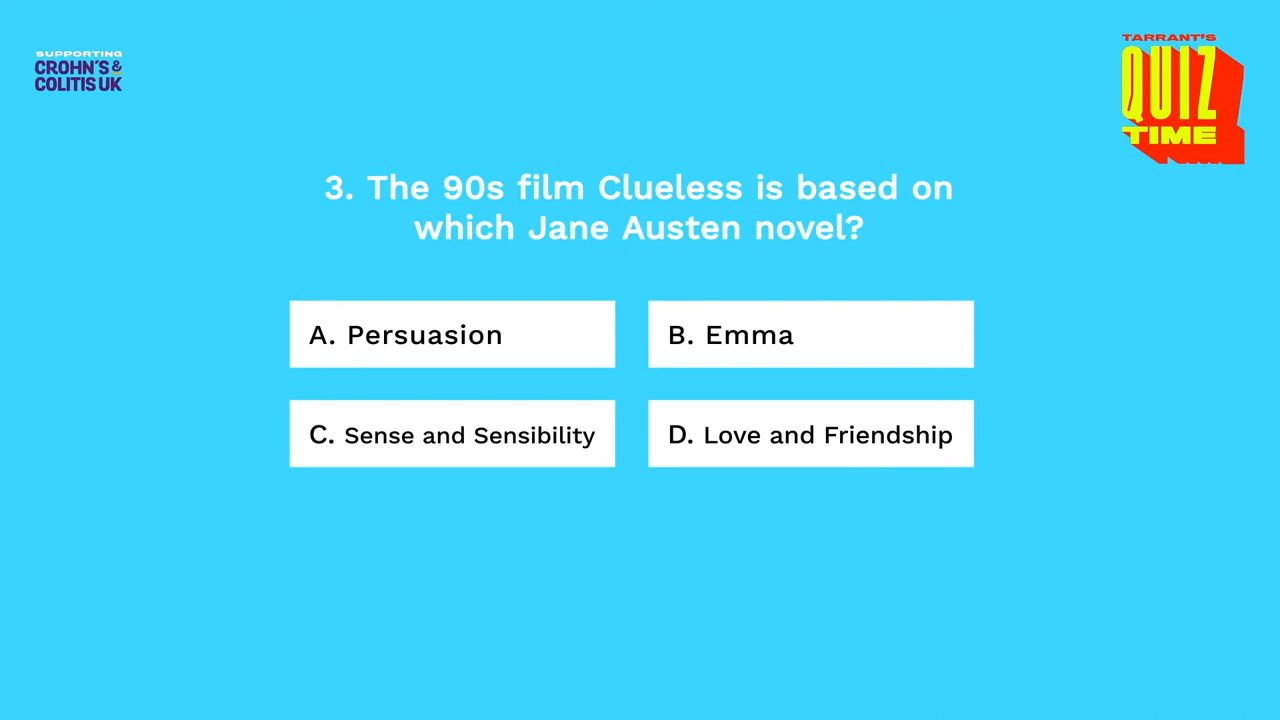 SUPPORTING
CROHN'S &
COLITIS UK
TARRANT'S
QUIZ
TIME
3. The 90s film Clueless is based on
which Jane Austen novel?
A. Persuasion
B. Emma
C. Sense and Sensibility
D. Love and Friendship